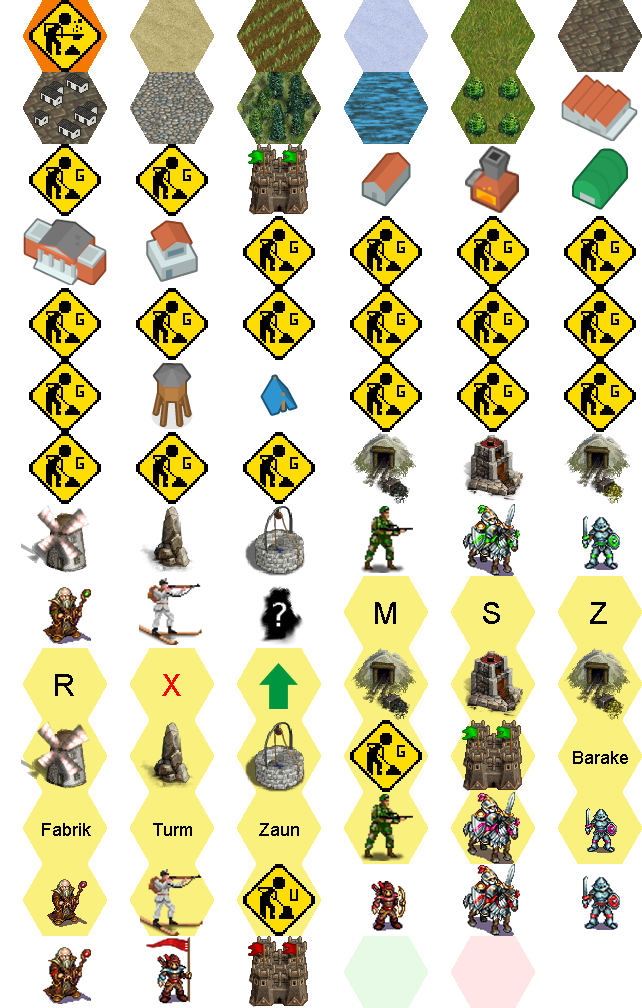 G G
G G G G
G G G G G G
G G G G
G G G
? M S Z
R X
G Barake
Fabrik Turm Zaun
U